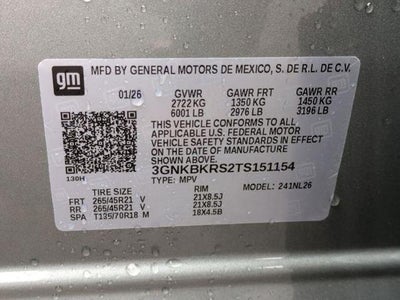 gm MFD BY GENERAL MOTORS DE MEXICO, S. DE R.L. DE C.V.
01/26 GVWR GAWR FRT GAWR RR
2722 KG 1350 KG 1450 KG
6001 LB 2976 LB 3196 LB
THIS VEHICLE CONFORMS TO ALL
APPLICABLE U.S. FEDERAL MOTOR
VEHICLE SAFETY STANDARDS IN EFFECT
ON THE DATE OF MANUFACTURE
SHOWN ABOVE.
3GNKBKRS2TS151154
130H TYPE: MPV MODEL: 241NL26
TIRE SIZE RIM
FRT 265/45R21 V 21X8.5J
RR 265/45R21 V 21X8.5J
SPA T135/70R18 M 18X4.5B